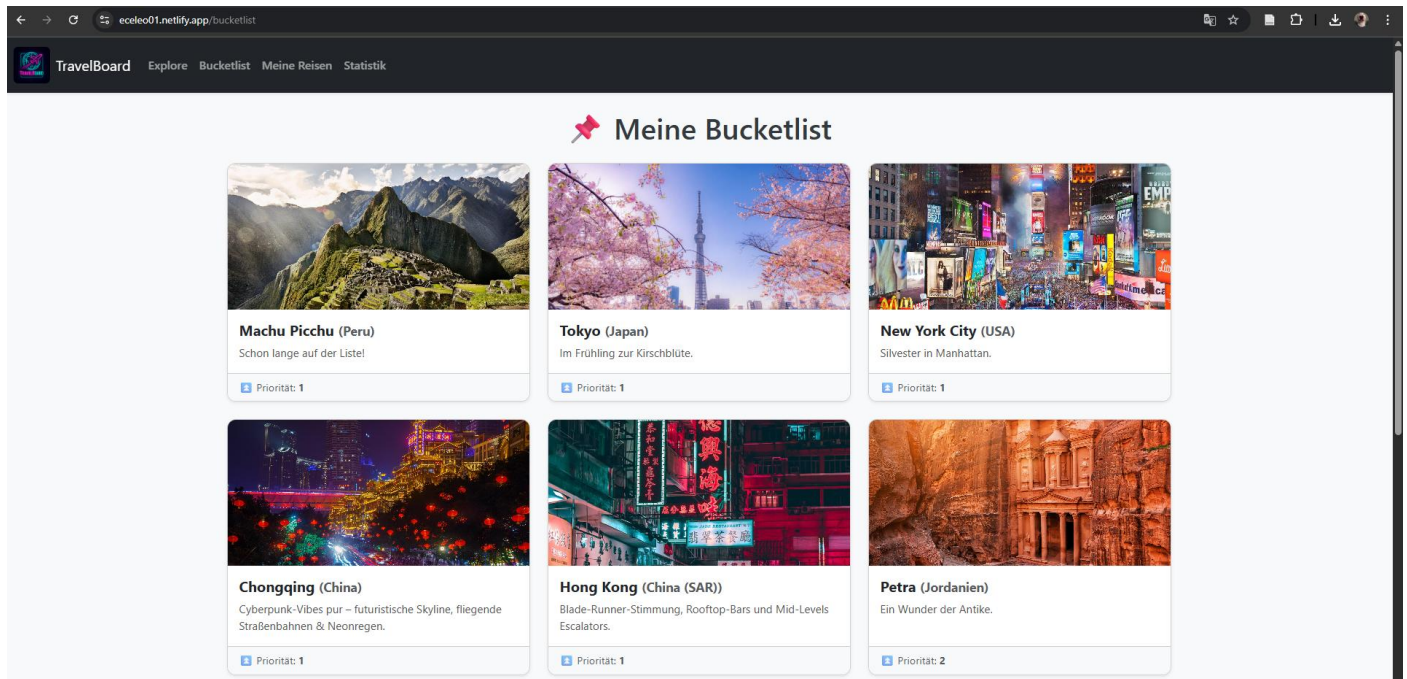 eceleo01.netlify.app/bucketlist
TravelBoard Explore Bucketlist Meine Reisen Statistik
📌 Meine Bucketlist
Machu Picchu (Peru)
Schon lange auf der Liste!
Priorität: 1
Tokyo (Japan)
Im Frühling zur Kirschblüte.
Priorität: 1
New York City (USA)
Silvester in Manhattan.
Priorität: 1
Chongqing (China)
Cyberpunk-Vibes pur – futuristische Skyline, fliegende
Straßenbahnen & Neonregen.
Priorität: 1
Hong Kong (China (SAR))
Blade-Runner-Stimmung, Rooftop-Bars und Mid-Levels
Escalators.
Priorität: 1
Petra (Jordanien)
Ein Wunder der Antike.
Priorität: 2